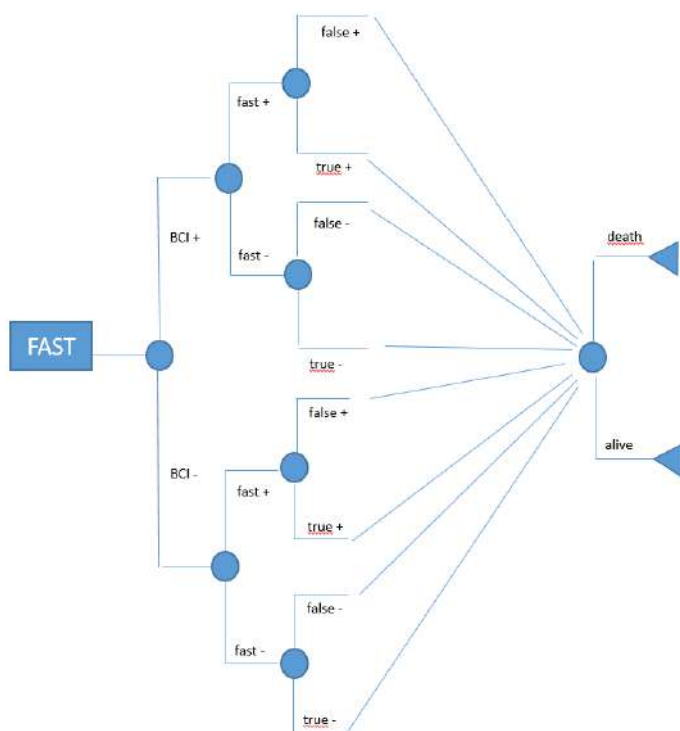 false +
fast +
true +
false -
BCI +
fast -
death
FAST
true -
false +
alive
BCI -
fast +
true +
false -
fast -
true -